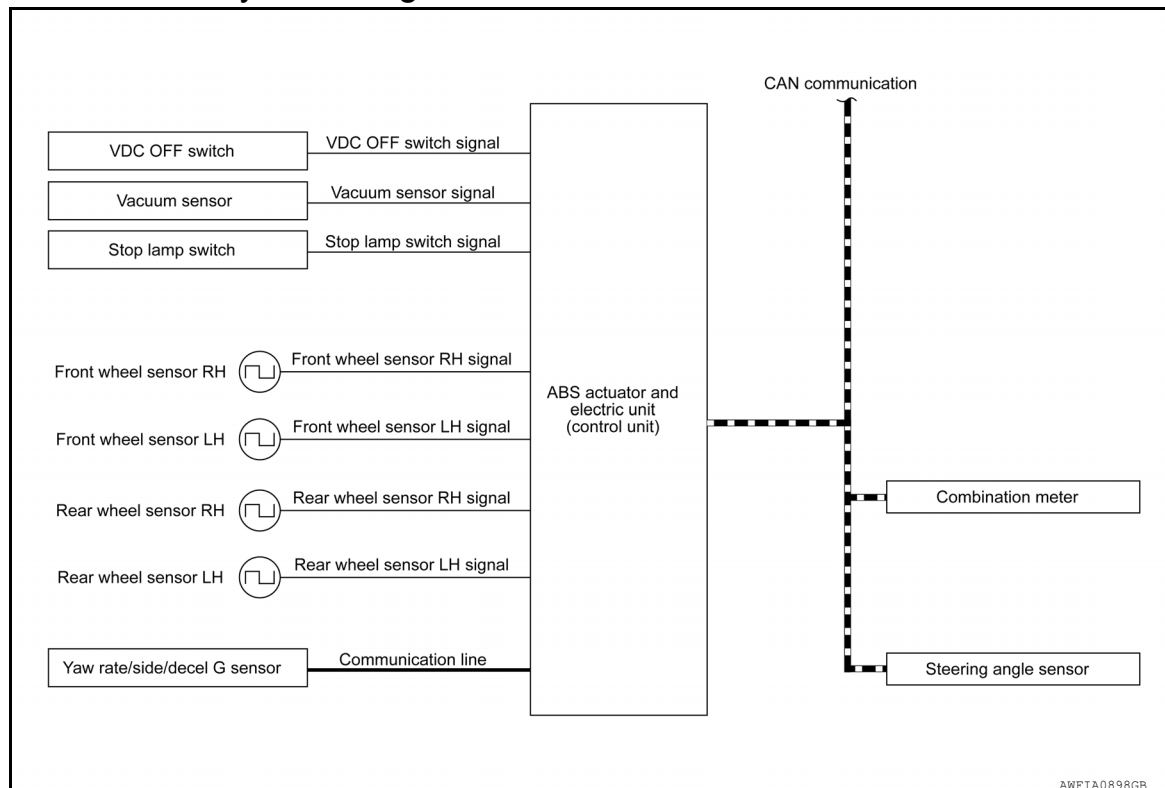 CAN communication
VDC OFF switch
VDC OFF switch signal
Vacuum sensor
Vacuum sensor signal
Stop lamp switch
Stop lamp switch signal
Front wheel sensor RH
Front wheel sensor RH signal
Front wheel sensor LH
Front wheel sensor LH signal
Rear wheel sensor RH
Rear wheel sensor RH signal
Rear wheel sensor LH
Rear wheel sensor LH signal
Yaw rate/side/decel G sensor
Communication line
ABS actuator and
electric unit
(control unit)
Combination meter
Steering angle sensor
AWFIA0898GB